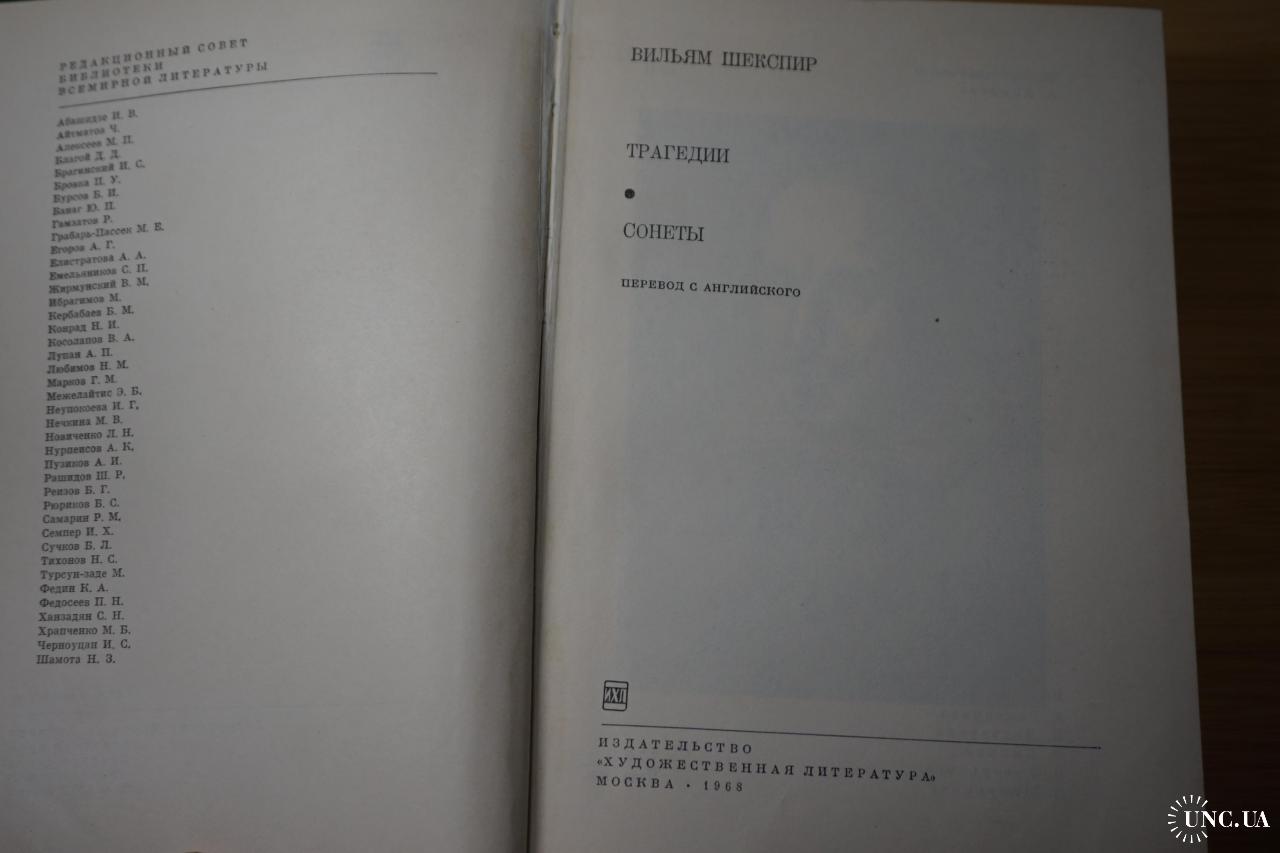 РЕДАКЦИОННЫЙ СОВЕТ
БИБЛИОТЕКИ
ВСЕМИРНОЙ ЛИТЕРАТУРЫ
Абашидзе И. В.
Айтматов Ч.
Алексеев М. П.
Благой Д. Д.
Брагинский И. С.
Бровка П. У.
Бурсов Б. И.
Ванаг Ю. П.
Гамзатов Р.
Грабарь-Пассек М. Е.
Егоров А. Г.
Елистратова А. А.
Емельяников С. П.
Жирмунский В. М.
Ибрагимов М.
Кербабаев Б. М.
Конрад Н. И.
Косолапов В. А.
Лупан А. П.
Любимов Н. М.
Марков Г. М.
Межелайтис Э. Б.
Неупокоева И. Г.
Нечкина М. В.
Новиченко Л. Н.
Нурпеисов А. К.
Пузиков А. И.
Рашидов Ш. Р.
Реизов Б. Г.
Рюриков Б. С.
Самарин Р. М.
Семпер И. Х.
Сучков Б. Л.
Тихонов Н. С.
Турсун-заде М.
Федин К. А.
Федосеев П. Н.
Ханзадян С. Н.
Храпченко М. Б.
Черноуцан И. С.
Шамота Н. З.
ВИЛЬЯМ ШЕКСПИР
ТРАГЕДИИ
●
СОНЕТЫ
ПЕРЕВОД С АНГЛИЙСКОГО
ИХЛ
ИЗДАТЕЛЬСТВО
«ХУДОЖЕСТВЕННАЯ ЛИТЕРАТУРА»
МОСКВА · 1968
UNC.UA